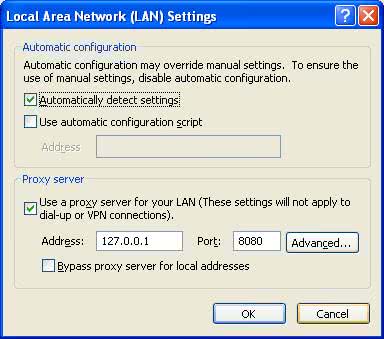 Local Area Network (LAN) Settings
Automatic configuration
Automatic configuration may override manual settings. To ensure the
use of manual settings, disable automatic configuration.
Automatically detect settings
Use automatic configuration script
Address
Proxy server
Use a proxy server for your LAN (These settings will not apply to
dial-up or VPN connections).
Address: 127.0.0.1 Port: 8080 Advanced...
Bypass proxy server for local addresses
OK Cancel